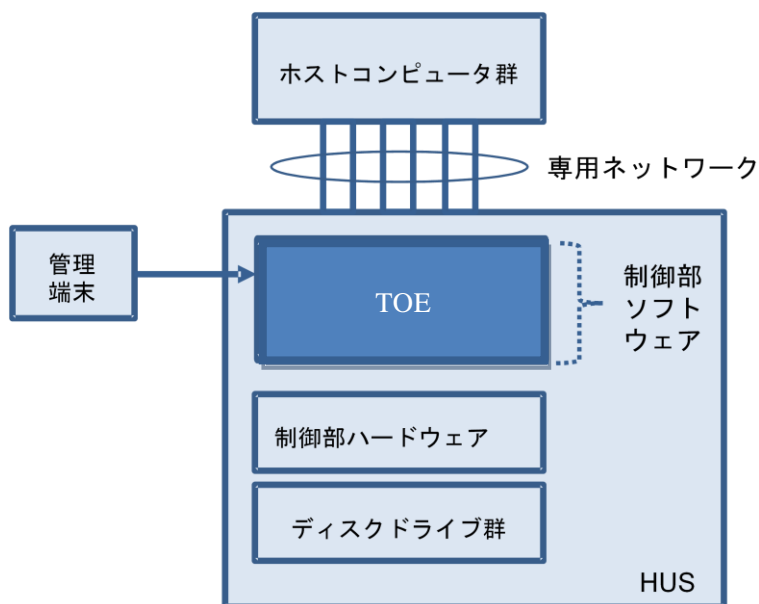 ホストコンピュータ群
専用ネットワーク
管理
端末
TOE
制御部
ソフト
ウェア
制御部ハードウェア
ディスクドライブ群
HUS